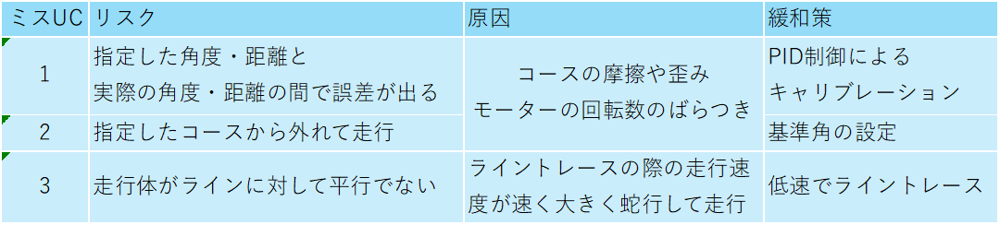 ミスUC リスク 原因 緩和策
1
指定した角度・距離と
実際の角度・距離の間で誤差が出る
コースの摩擦や歪み
モーターの回転数のばらつき
PID制御による
キャリブレーション
2 指定したコースから外れて走行
基準角の設定
3 走行体がラインに対して平行でない
ライントレースの際の走行速
度が速く大きく蛇行して走行
低速でライントレース